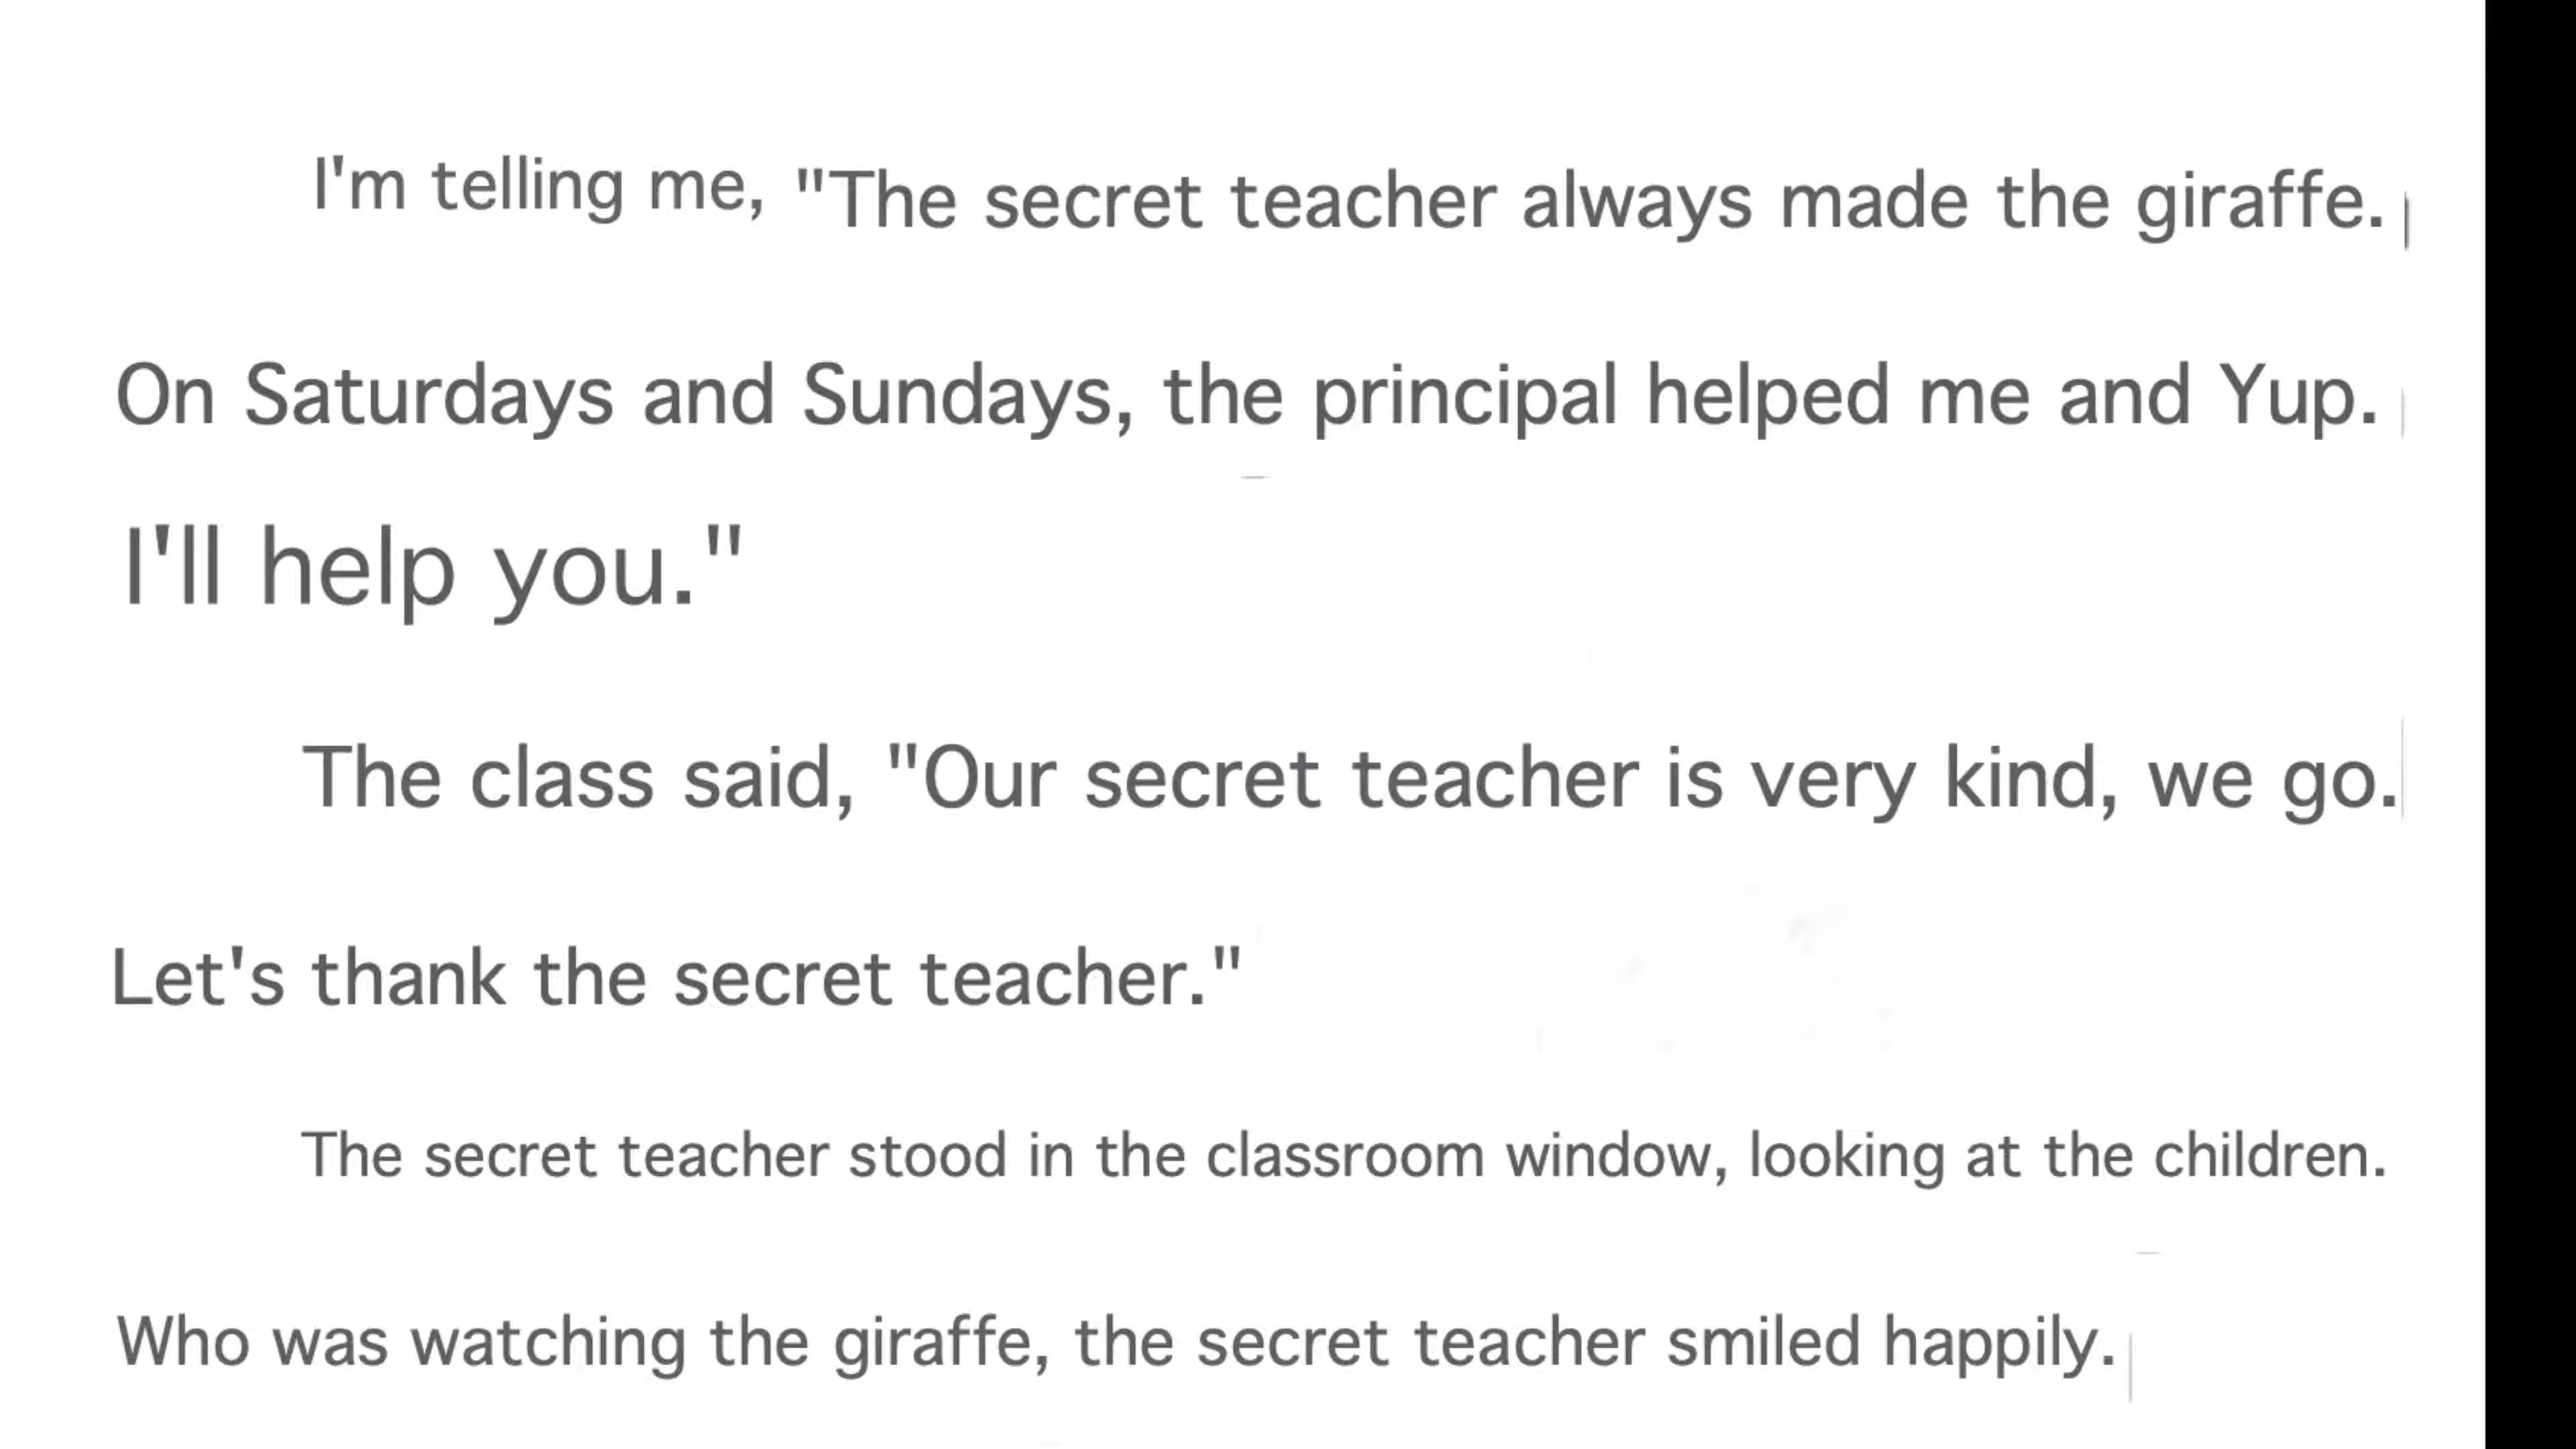 I'm telling me, "The secret teacher always made the giraffe.
On Saturdays and Sundays, the principal helped me and Yup.
I'll help you."
The class said, "Our secret teacher is very kind, we go.
Let's thank the secret teacher."
The secret teacher stood in the classroom window, looking at the children.
Who was watching the giraffe, the secret teacher smiled happily.